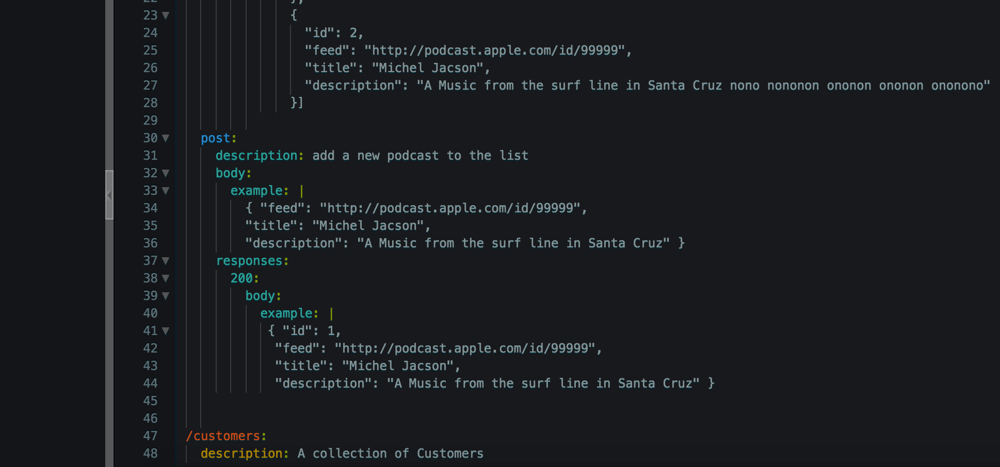 22 },
23 {
24 "id": 2,
25 "feed": "http://podcast.apple.com/id/99999",
26 "title": "Michel Jacson",
27 "description": "A Music from the surf line in Santa Cruz nono nononon ononon ononon onononо"
28 }]
29
30 post:
31 description: add a new podcast to the list
32 body:
33 example: |
34 { "feed": "http://podcast.apple.com/id/99999",
35 "title": "Michel Jacson",
36 "description": "A Music from the surf line in Santa Cruz" }
37 responses:
38 200:
39 body:
40 example: |
41 { "id": 1,
42 "feed": "http://podcast.apple.com/id/99999",
43 "title": "Michel Jacson",
44 "description": "A Music from the surf line in Santa Cruz" }
45
46
47 /customers:
48 description: A collection of Customers